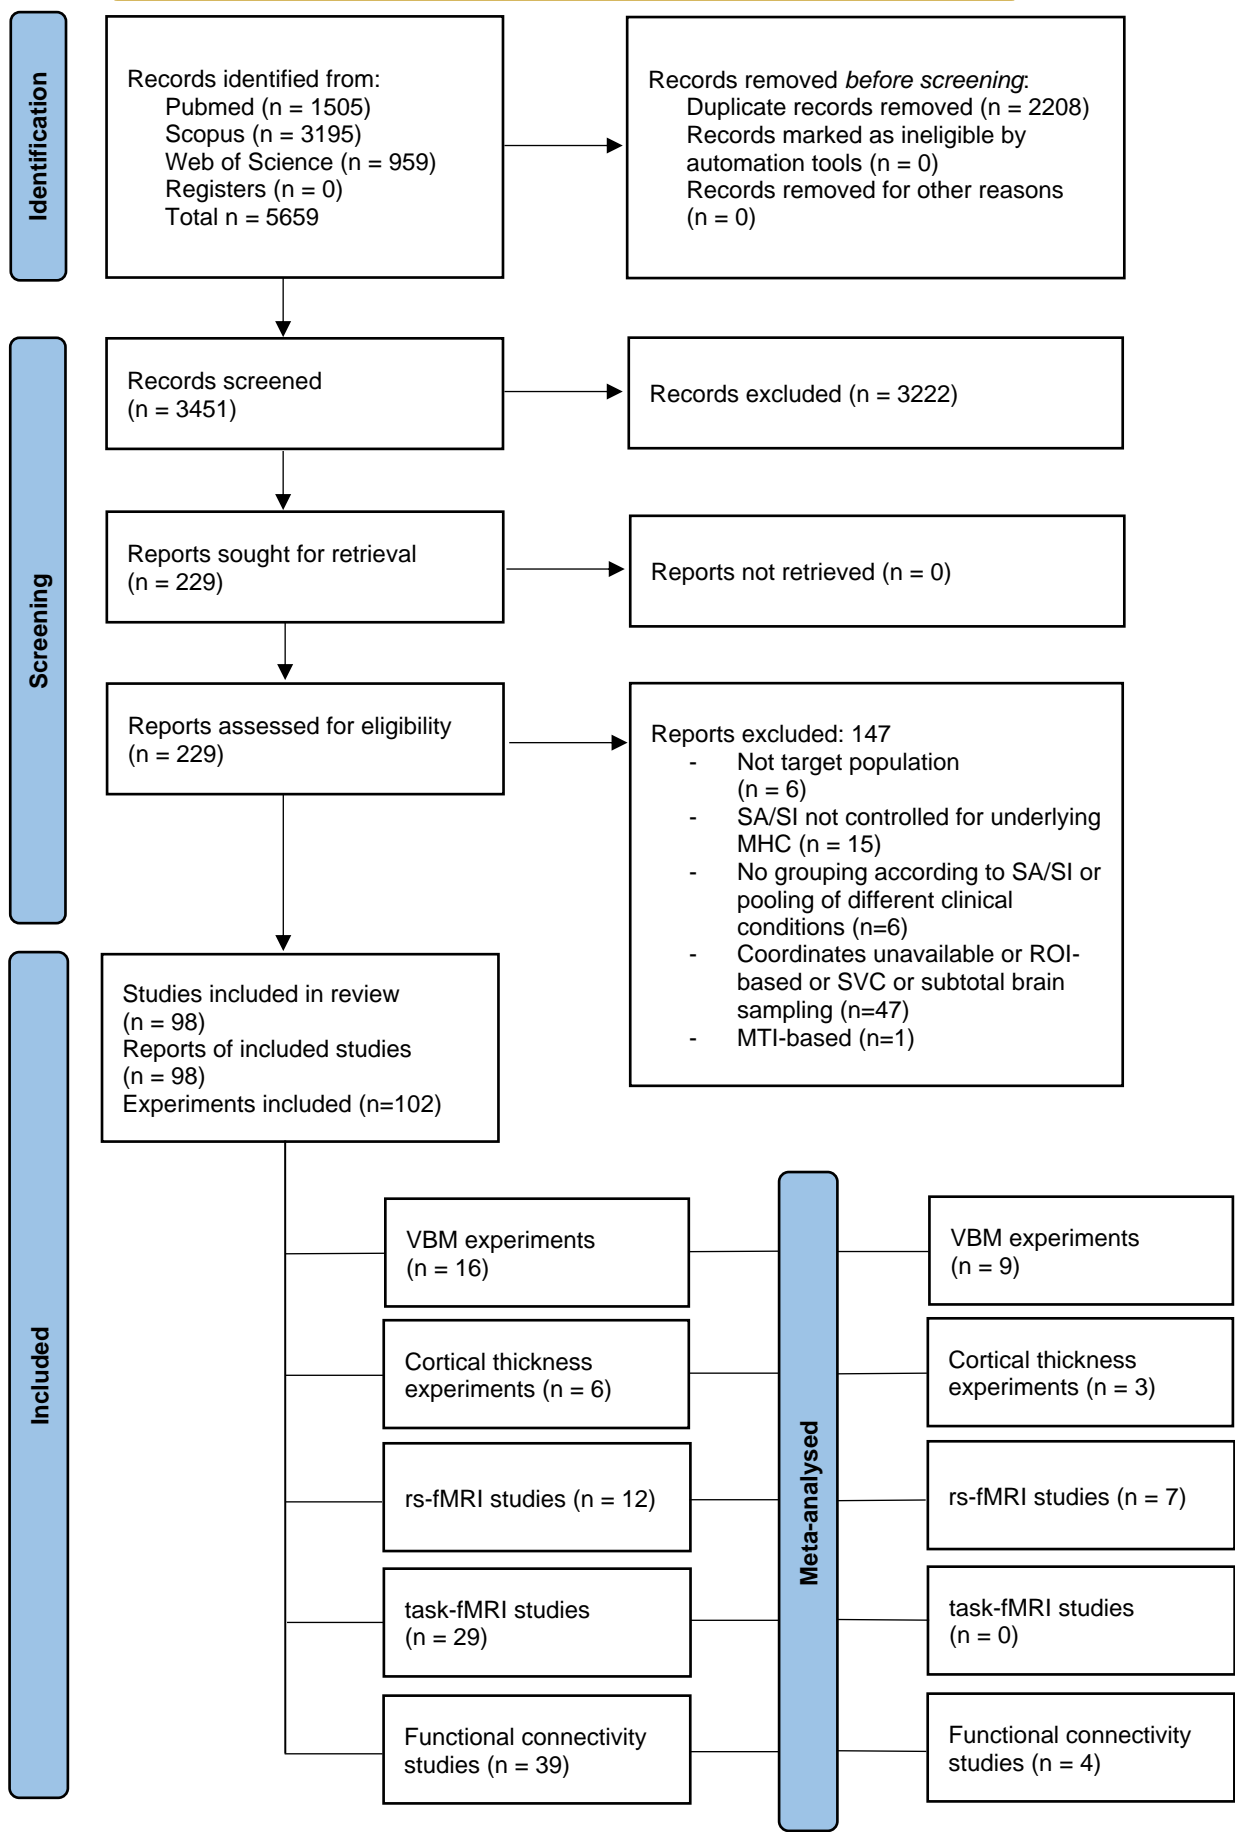 Identification
Records identified from:
Pubmed (n = 1505)
Scopus (n = 3195)
Web of Science (n = 959)
Registers (n = 0)
Total n = 5659
Records removed before screening:
Duplicate records removed (n = 2208)
Records marked as ineligible by
automation tools (n = 0)
Records removed for other reasons
(n = 0)
Screening
Records screened
(n = 3451)
Records excluded (n = 3222)
Reports sought for retrieval
(n = 229)
Reports not retrieved (n = 0)
Reports assessed for eligibility
(n = 229)
Reports excluded: 147
- Not target population
(n = 6)
- SA/SI not controlled for underlying
MHC (n = 15)
- No grouping according to SA/SI or
pooling of different clinical
conditions (n=6)
- Coordinates unavailable or ROI-
based or SVC or subtotal brain
sampling (n=47)
- MTI-based (n=1)
Included
Studies included in review
(n = 98)
Reports of included studies
(n = 98)
Experiments included (n=102)
Meta-analysed
VBM experiments
(n = 16)
VBM experiments
(n = 9)
Cortical thickness
experiments (n = 6)
Cortical thickness
experiments (n = 3)
rs-fMRI studies (n = 12)
rs-fMRI studies (n = 7)
task-fMRI studies
(n = 29)
task-fMRI studies
(n = 0)
Functional connectivity
studies (n = 39)
Functional connectivity
studies (n = 4)